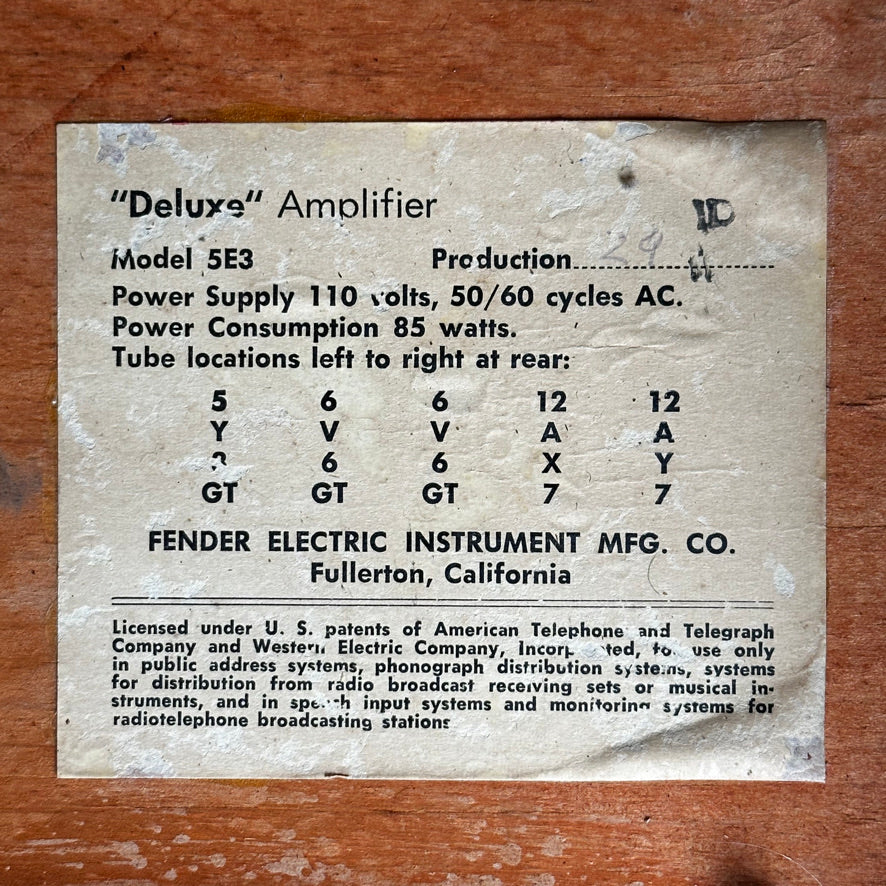 "Deluxe" Amplifier
Model 5E3 Production 29
Power Supply 110 volts, 50/60 cycles AC.
Power Consumption 85 watts.
Tube locations left to right at rear:
5 6 6 12 12
Y V V A A
3 6 6 X Y
GT GT GT 7 7
FENDER ELECTRIC INSTRUMENT MFG. CO.
Fullerton, California
Licensed under U. S. patents of American Telephone and Telegraph
Company and Western Electric Company, Incorporated, for use only
in public address systems, phonograph distribution systems, systems
for distribution from radio broadcast receiving sets or musical in-
struments, and in speech input systems and monitoring systems for
radiotelephone broadcasting stations